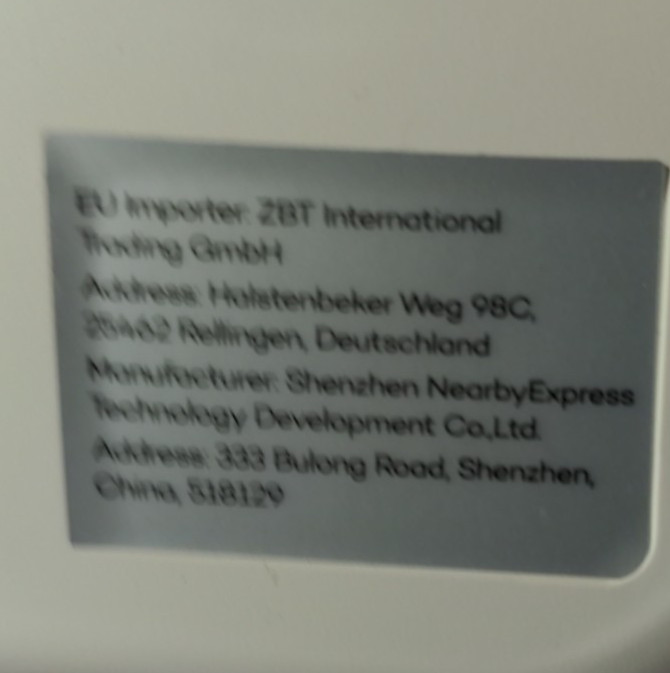 EU Importer: ZBT International
Trading GmbH
Address: Halstenbeker Weg 98C,
25462 Rellingen, Deutschland
Manufacturer: Shenzhen NearbyExpress
Technology Development Co.,Ltd.
Address: 333 Bulong Road, Shenzhen,
China, 518129